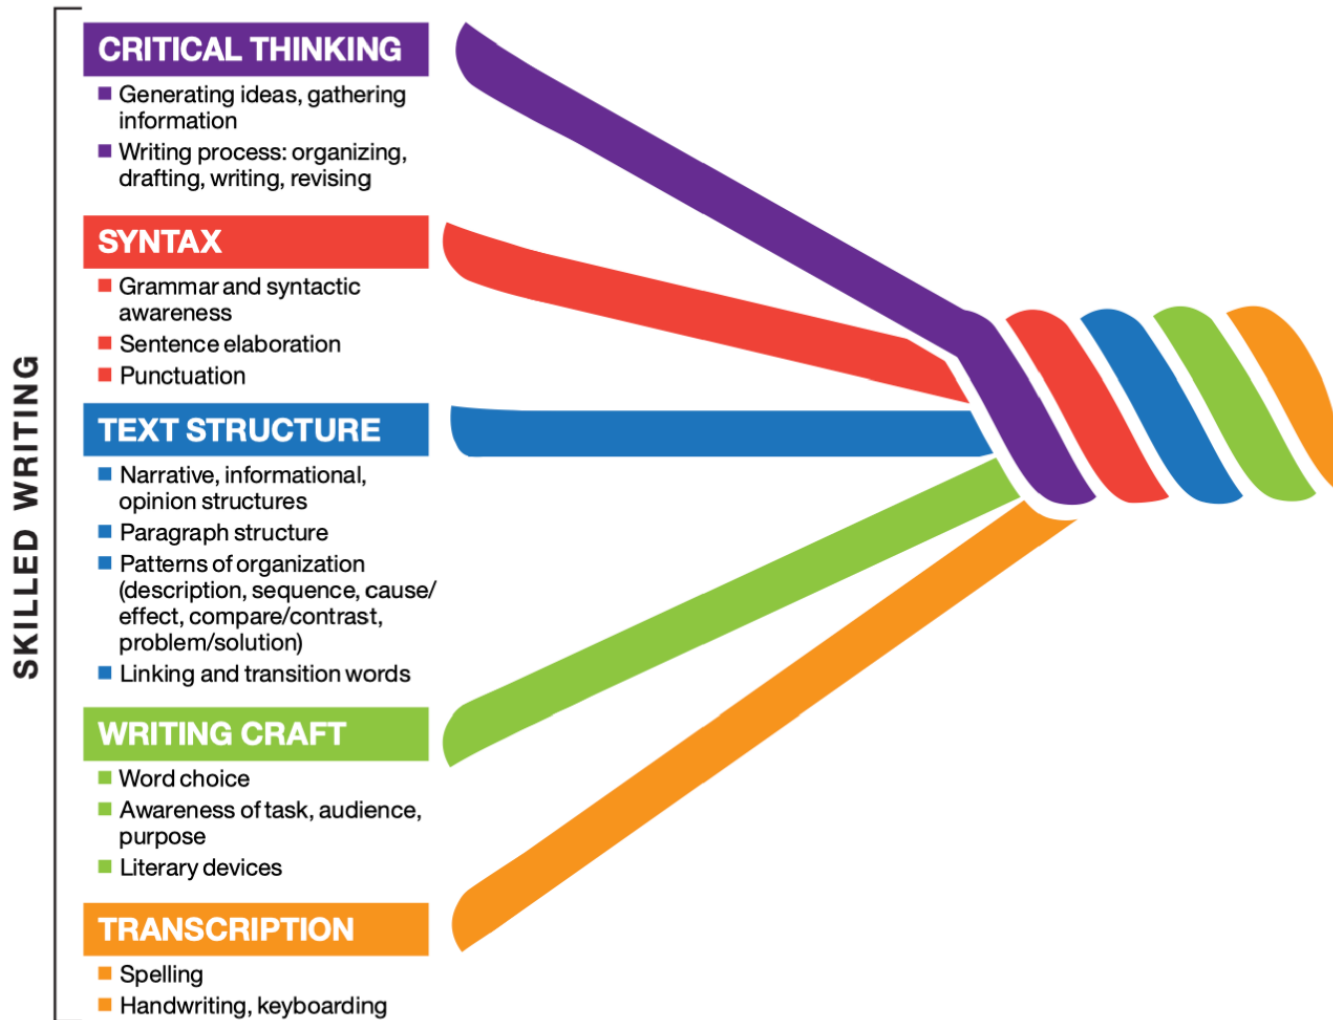 SKILLED WRITING
CRITICAL THINKING
Generating ideas, gathering
information
Writing process: organizing,
drafting, writing, revising
SYNTAX
Grammar and syntactic
awareness
Sentence elaboration
Punctuation
TEXT STRUCTURE
Narrative, informational,
opinion structures
Paragraph structure
Patterns of organization
(description, sequence, cause/
effect, compare/contrast,
problem/solution)
Linking and transition words
WRITING CRAFT
Word choice
Awareness of task, audience,
purpose
Literary devices
TRANSCRIPTION
Spelling
Handwriting, keyboarding